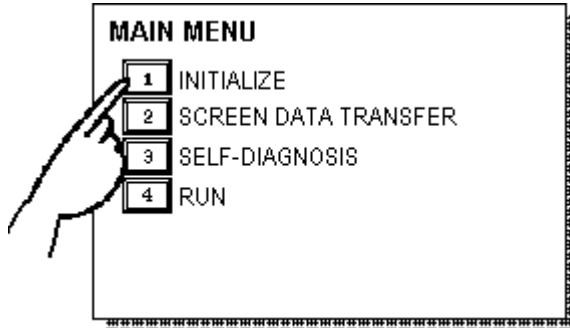 MAIN MENU
1 INITIALIZE
2 SCREEN DATA TRANSFER
3 SELF-DIAGNOSIS
4 RUN